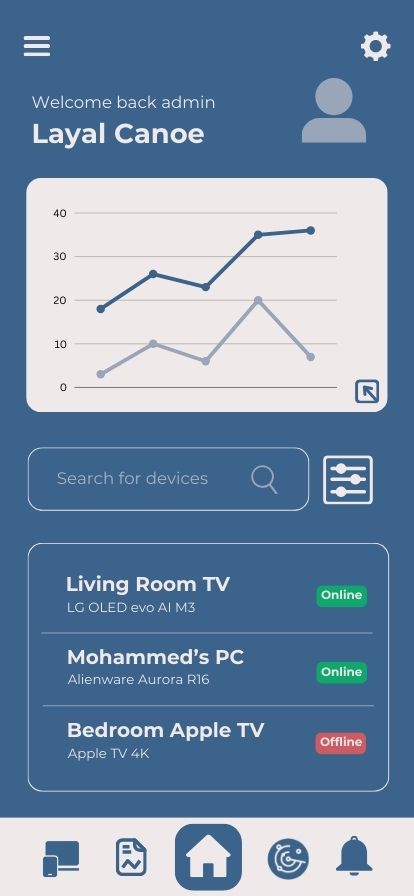 Welcome back admin
Layal Canoe
40
30
20
10
0
Search for devices
Living Room TV
LG OLED evo AI M3
Online
Mohammed's PC
Alienware Aurora R16
Online
Bedroom Apple TV
Apple TV 4K
Offline